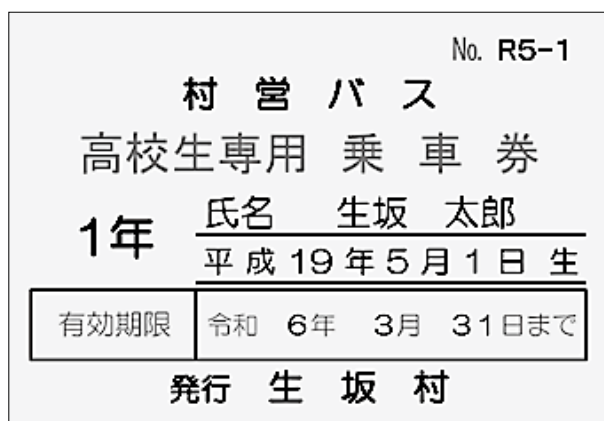 No. R5-1
村営バス
高校生専用 乗車券
1年
氏名 生坂 太郎
平成19年5月1日 生
有効期限 令和 6年 3月 31日まで
発行 生坂村